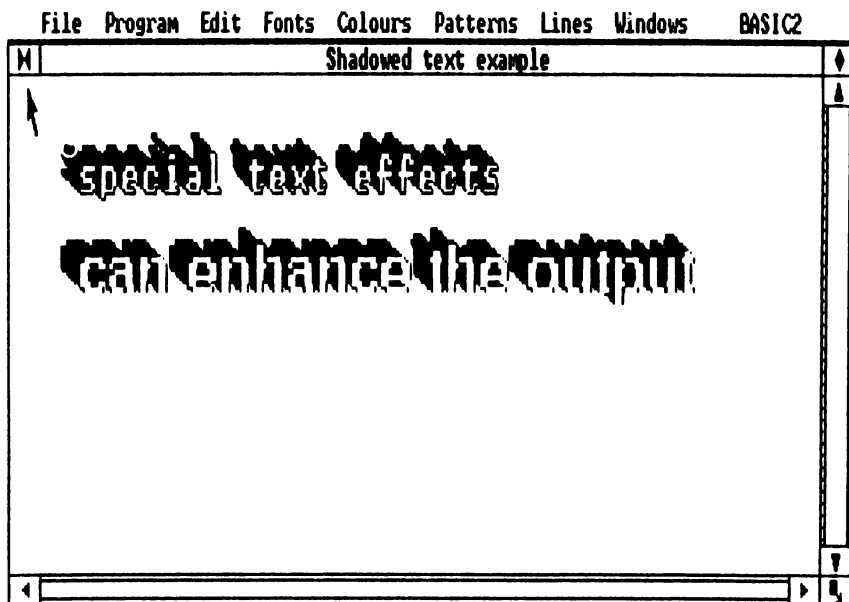 File Program Edit Fonts Colours Patterns Lines Windows BASIC2
Shadowed text example
special text effects
can enhance the output